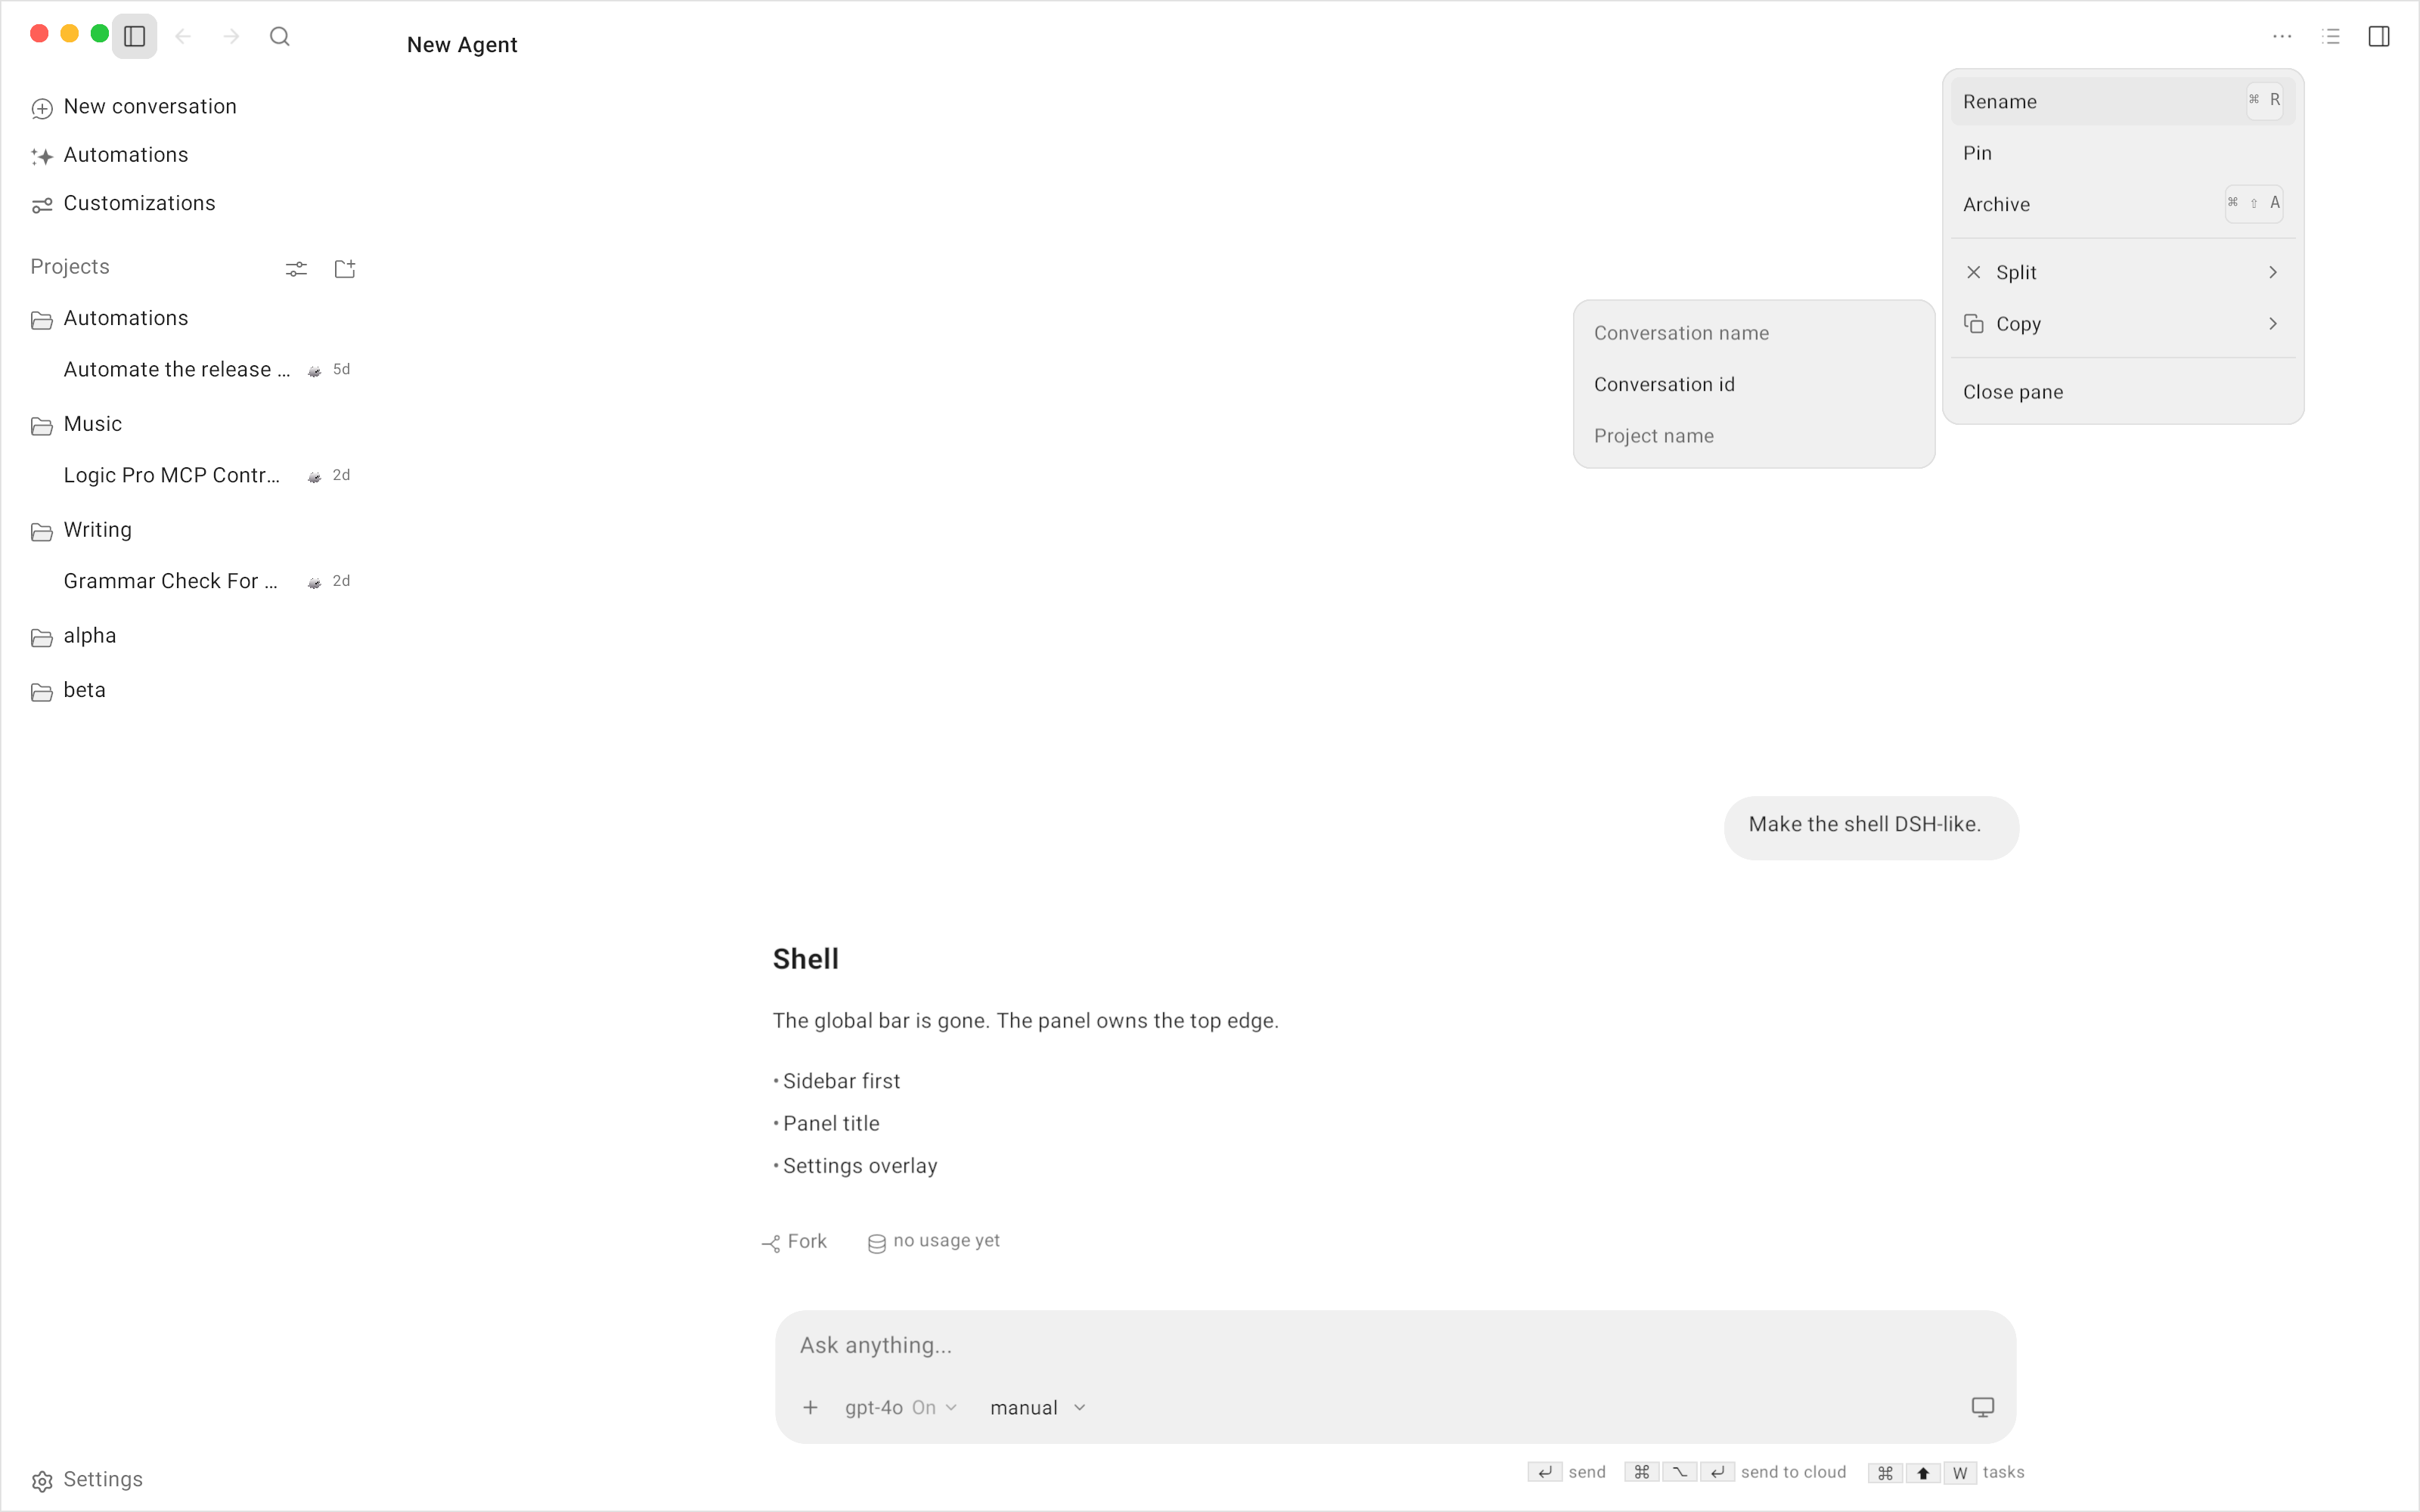 New Agent
New conversation
Automations
Customizations
Projects
Automations
Automate the release ... 5d
Music
Logic Pro MCP Contr... 2d
Writing
Grammar Check For ... 2d
alpha
beta
Settings
Rename ⌘ R
Pin
Archive ⌘ ⇧ A
Split
Copy
Close pane
Conversation name
Conversation id
Project name
Make the shell DSH-like.
Shell
The global bar is gone. The panel owns the top edge.
• Sidebar first
• Panel title
• Settings overlay
Fork no usage yet
Ask anything...
gpt-4o On manual
↵ send ⌘ ⌥ ↵ send to cloud ⌘ ⬆ W tasks